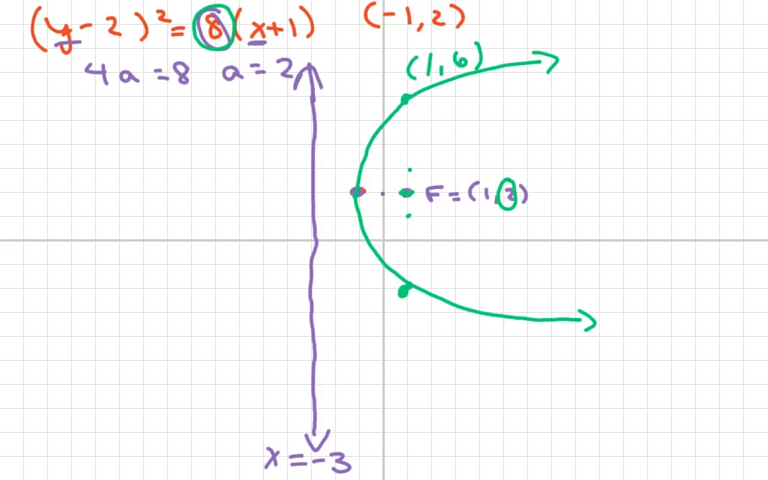 (y-2)²=8(x+1) (-1,2)
4a=8 a=2
(1,6)
F=(1,2)
x=-3